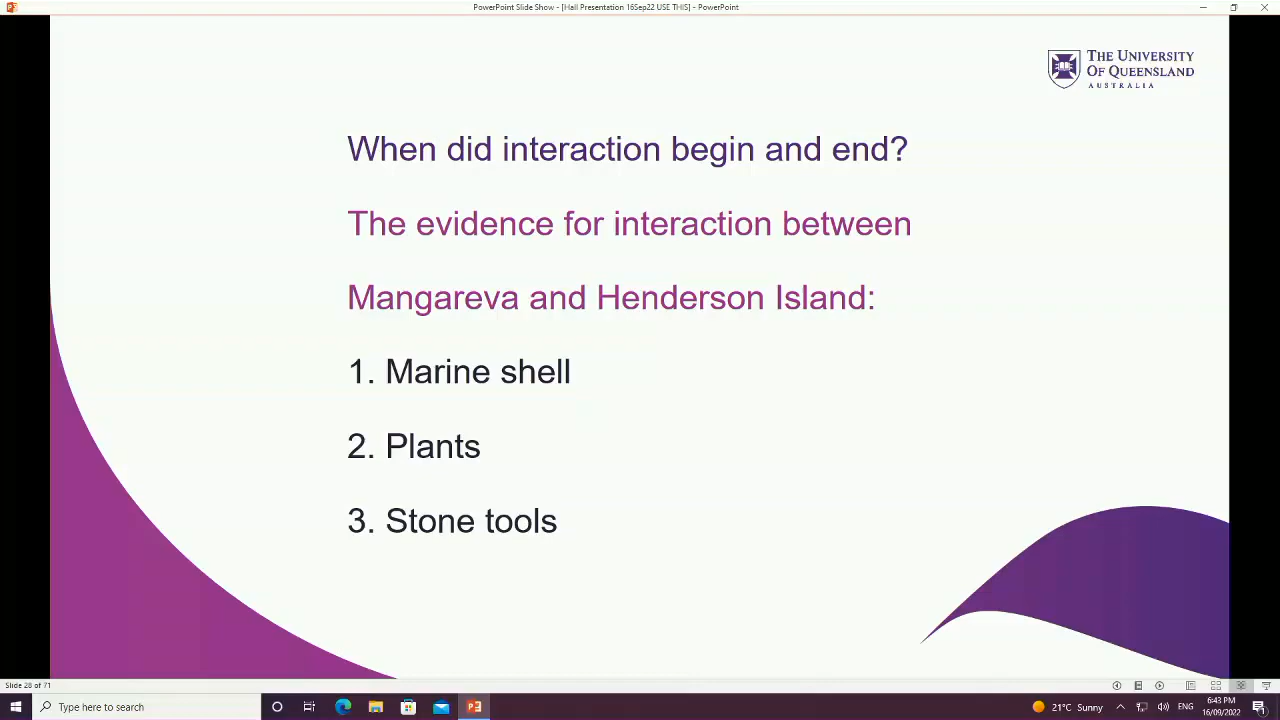 PowerPoint Slide Show - [Hall Presentation 16Sep22 USE THIS] - PowerPoint
THE UNIVERSITY
OF QUEENSLAND
AUSTRALIA
When did interaction begin and end?
The evidence for interaction between
Mangareva and Henderson Island:
1. Marine shell
2. Plants
3. Stone tools
Slide 28 of 71
Type here to search
21°C Sunny
ENG
6:43 PM
16/09/2022